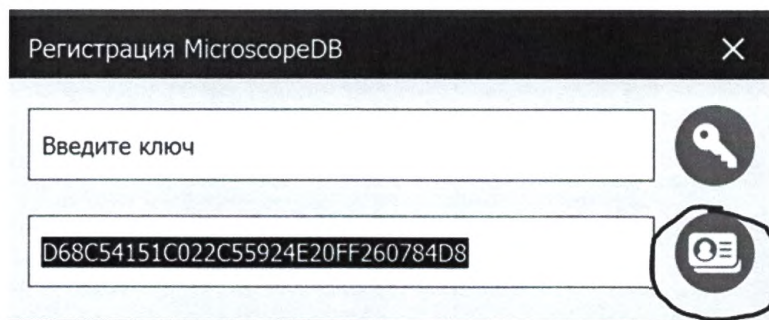 Регистрация MicroscopeDB
Введите ключ
D68C54151C022C55924E20FF260784D8